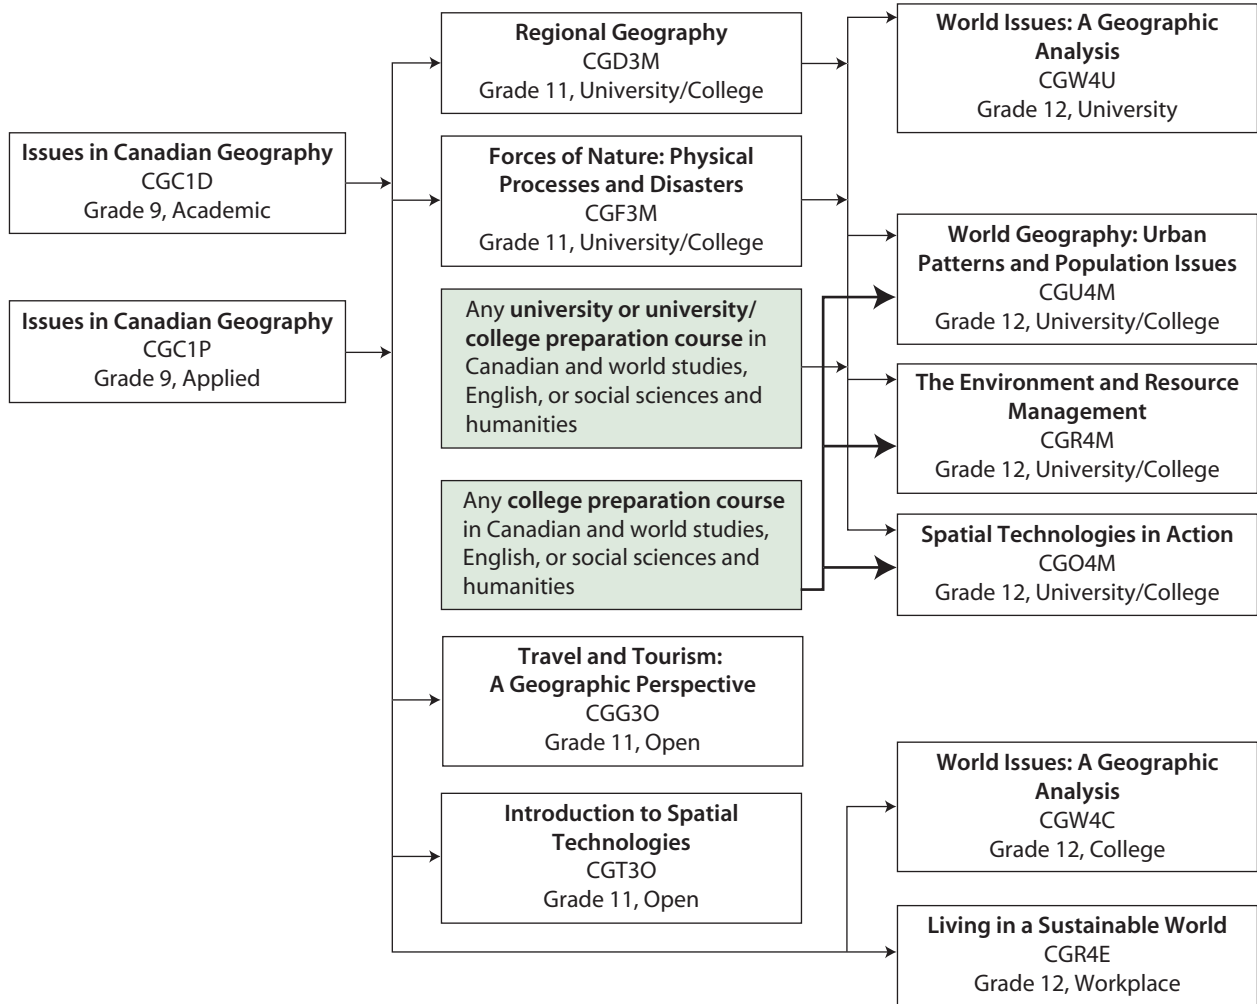 Issues in Canadian Geography
CGC1D
Grade 9, Academic
Issues in Canadian Geography
CGC1P
Grade 9, Applied
Regional Geography
CGD3M
Grade 11, University/College
Forces of Nature: Physical
Processes and Disasters
CGF3M
Grade 11, University/College
Any university or university/
college preparation course in
Canadian and world studies,
English, or social sciences and
humanities
Any college preparation course
in Canadian and world studies,
English, or social sciences and
humanities
Travel and Tourism:
A Geographic Perspective
CGG3O
Grade 11, Open
Introduction to Spatial
Technologies
CGT3O
Grade 11, Open
World Issues: A Geographic
Analysis
CGW4U
Grade 12, University
World Geography: Urban
Patterns and Population Issues
CGU4M
Grade 12, University/College
The Environment and Resource
Management
CGR4M
Grade 12, University/College
Spatial Technologies in Action
CGO4M
Grade 12, University/College
World Issues: A Geographic
Analysis
CGW4C
Grade 12, College
Living in a Sustainable World
CGR4E
Grade 12, Workplace